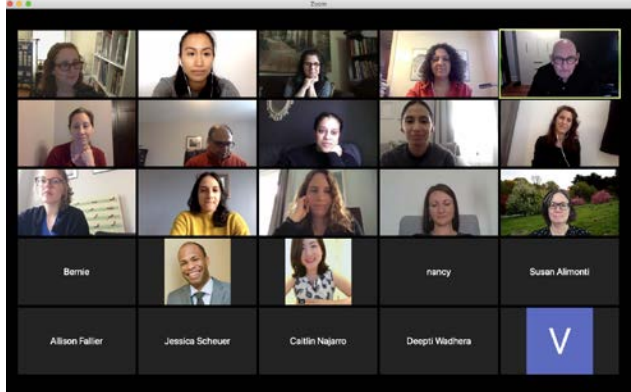 Zoom
Bernie
nancy
Susan Alimonti
Allison Fallier
Jessica Scheuer
Caitlin Najarro
Deepti Wadhera
V